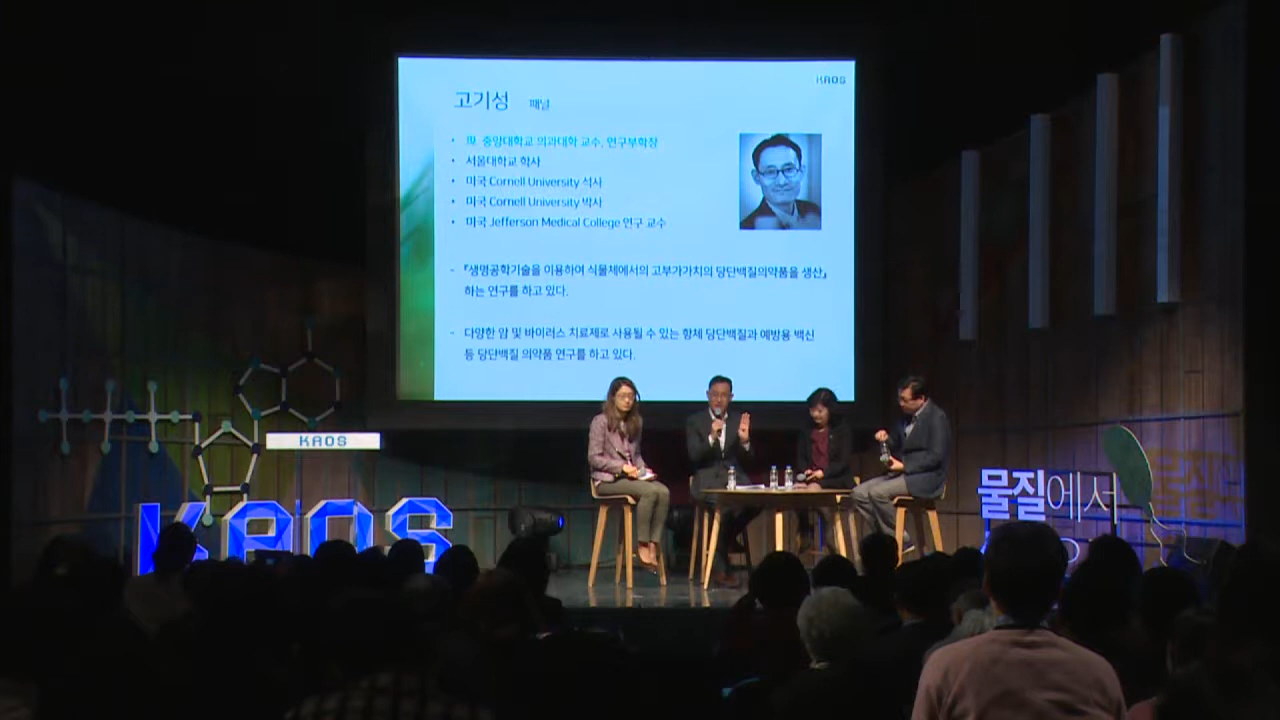 KAOS
고기성 패널
• 現. 중앙대학교 의과대학 교수, 연구부학장
• 서울대학교 학사
• 미국 Cornell University 석사
• 미국 Cornell University 박사
• 미국 Jefferson Medical College 연구 교수
- 『생명공학기술을 이용하여 식물체에서의 고부가가치의 당단백질의약품을 생산』
하는 연구를 하고 있다.
- 다양한 암 및 바이러스 치료제로 사용될 수 있는 항체 당단백질과 예방용 백신
등 당단백질 의약품 연구를 하고 있다.
KAOS
KAOS
물질에서